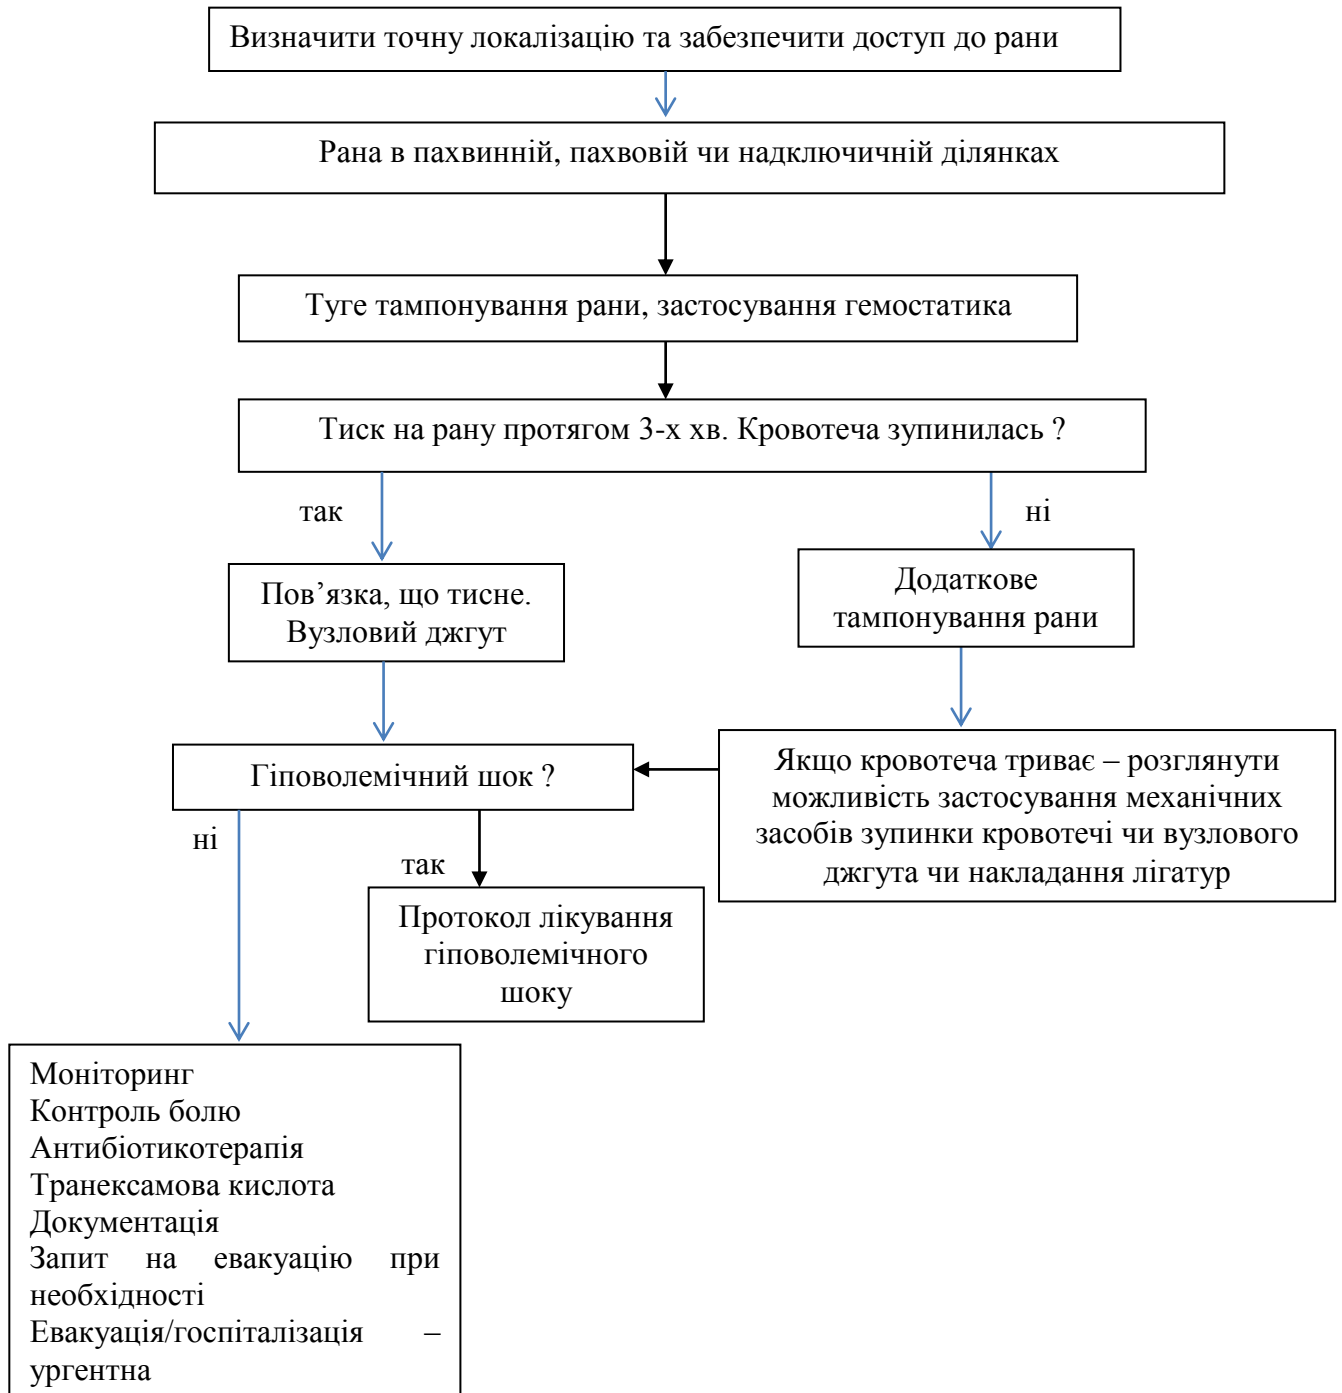 Визначити точну локалізацію та забезпечити доступ до рани
Рана в пахвинній, пахвовій чи надключичній ділянках
Туге тампонування рани, застосування гемостатика
Тиск на рану протягом 3-х хв. Кровотеча зупинилась ?
так
ні
Пов’язка, що тисне.
Вузловий джгут
Додаткове
тампонування рани
Гіповолемічний шок ?
Якщо кровотеча триває – розглянути
можливість застосування механічних
засобів зупинки кровотечі чи вузлового
джгута чи накладання лігатур
ні
так
Протокол лікування
гіповолемічного
шоку
Моніторинг
Контроль болю
Антибіотикотерапія
Транексамова кислота
Документація
Запит на евакуацію при
необхідності
Евакуація/госпіталізація –
ургентна